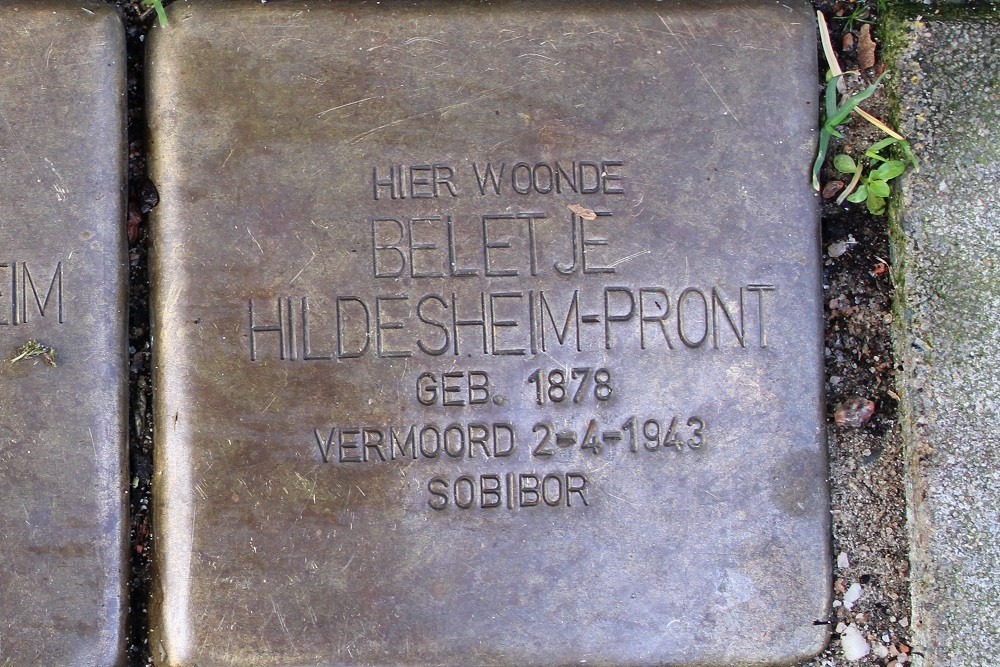 HIER WOONDE
BELETJE
HILDESHEIM-PRONT
GEB. 1878
VERMOORD 2-4-1943
SOBIBOR